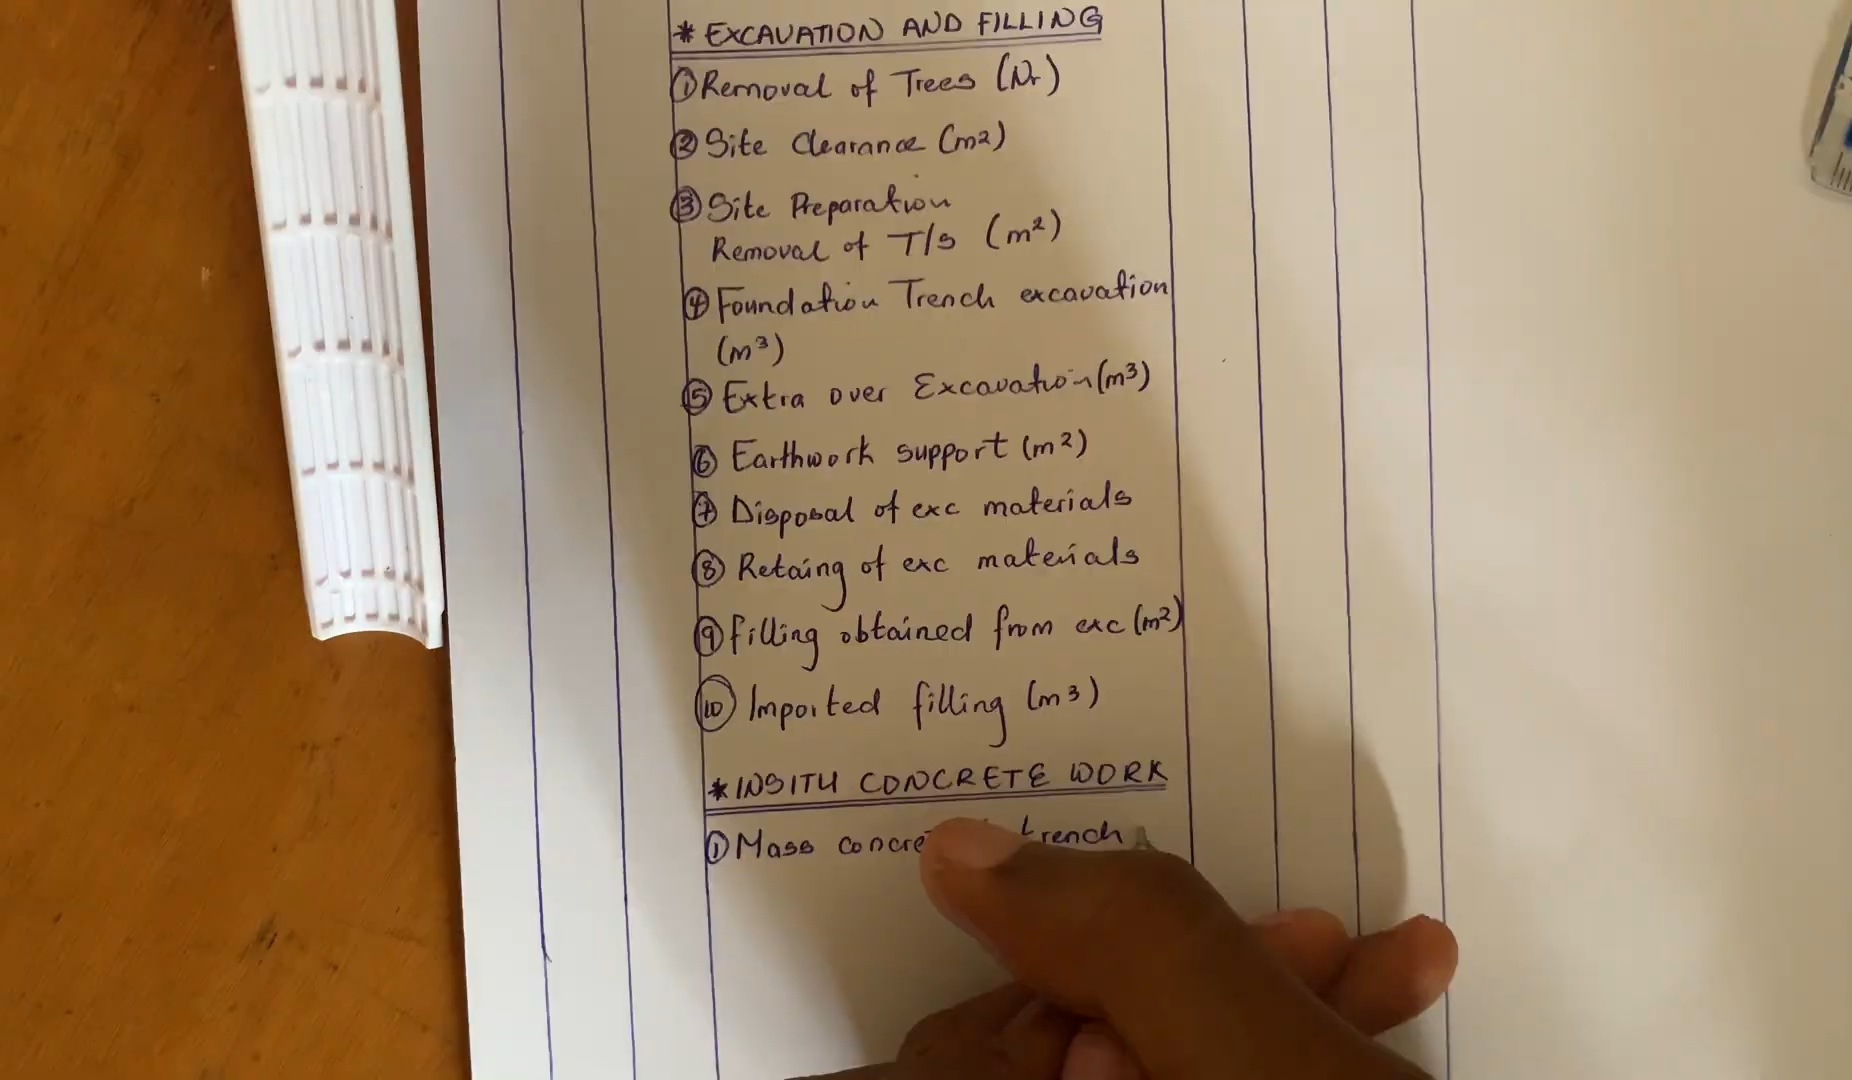 * EXCAVATION AND FILLING
① Removal of Trees (Nr)
② Site Clearance (m2)
③ Site Preparation
Removal of T/S (m²)
④ Foundation Trench excavation
(m³)
⑤ Extra over Excavation (m³)
⑥ Earthwork support (m²)
⑦ Disposal of exc materials
⑧ Retaing of exc materials
⑨ filling obtained from exc (m²)
⑩ Imported filling (m³)
* INSITU CONCRETE WORK
① Mass trench